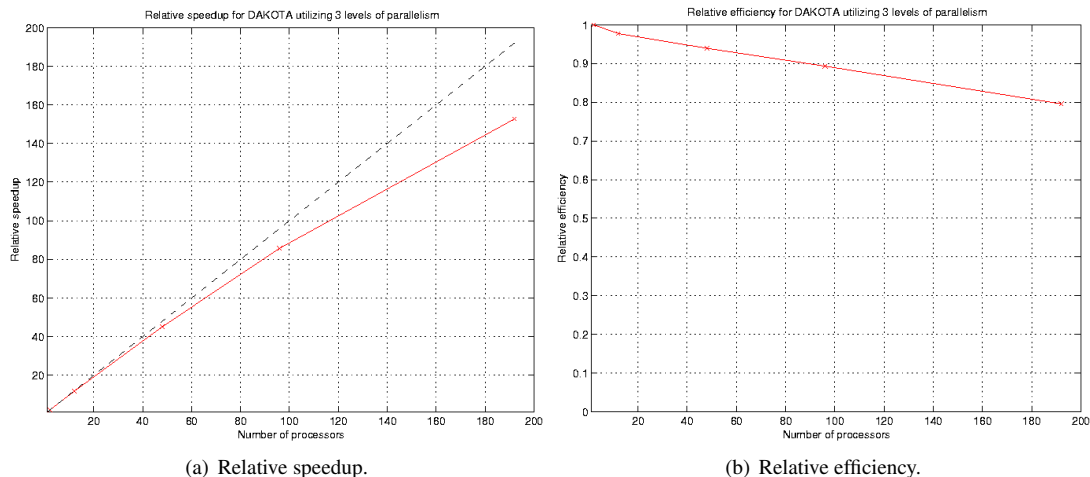 Relative speedup for DAKOTA utilizing 3 levels of parallelism
200
180
160
140
120
100
80
60
40
20
Relative speedup
20 40 60 80 100 120 140 160 180 200
Number of processors
(a) Relative speedup.
Relative efficiency for DAKOTA utilizing 3 levels of parallelism
1
0.9
0.8
0.7
0.6
0.5
0.4
0.3
0.2
0.1
0
Relative efficiency
20 40 60 80 100 120 140 160 180 200
Number of processors
(b) Relative efficiency.